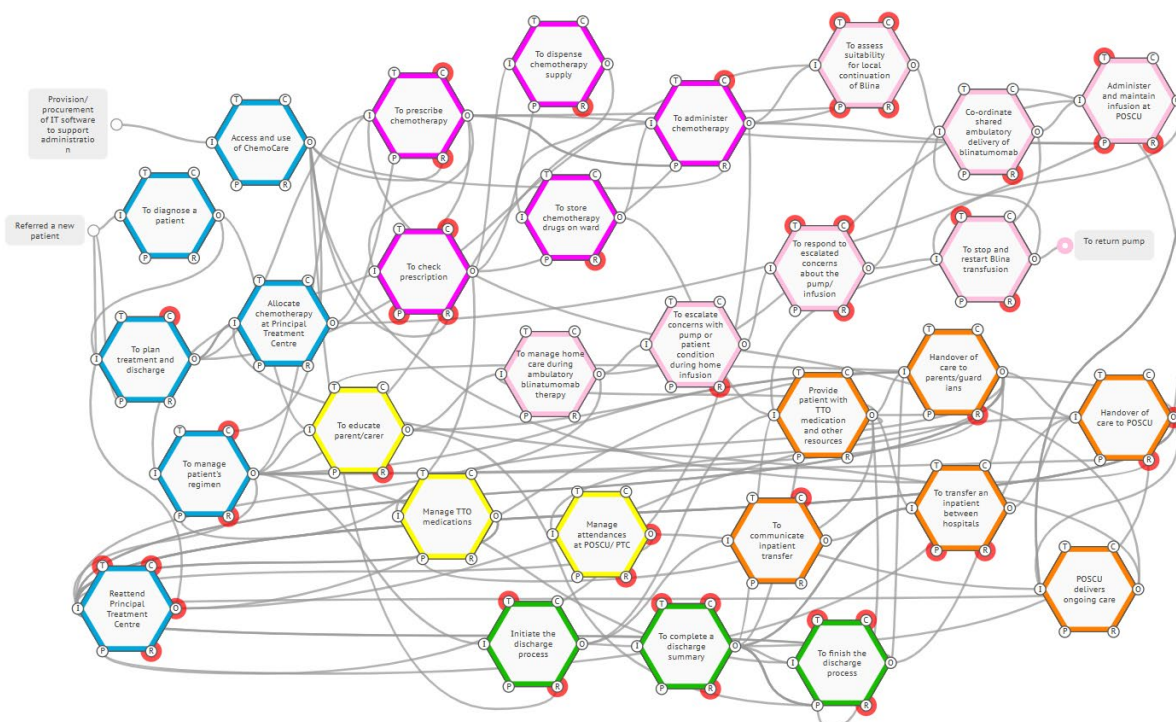 Provision/
procurement
of IT software
to support
administratio
n
T C
I Access and use O
of ChemoCare
P R
T C
To prescribe
I chemotherapy O
P R
T C
To dispense
I chemotherapy O
supply
P R
T C
I To administer O
chemotherapy
P R
T C
To assess
suitability
I for local O
continuation
of Blina
P R
T C
Co-ordinate
shared
I ambulatory O
delivery of
blinatumomab
P R
T C
Administer
and maintain
I infusion at
POSCU
P R
Referred a new
patient
T C
I To diagnose a O
patient
P R
T C
To store
I chemotherapy O
drugs on ward
P R
T C
I To check O
prescription
P R
T C
To respond to
escalated
I concerns O
about the
pump/
infusion
P R
T C
I To stop and O
restart Blina
transfusion
P R
To return pump
T C
Allocate
I chemotherapy O
at Principal
Treatment
Centre
P R
T C
I To plan O
treatment and
discharge
P R
T C
To manage home
care during
I ambulatory O
blinatumomab
therapy
P R
T C
To escalate
concerns with
I pump or O
patient
condition
during home
infusion
P R
T C
Provide
patient with
I TTO O
medication
and other
resources
P R
T C
Handover of
I care to O
parents/guard
ians
P R
T C
I Handover of O
care to POSCU
P R
T C
I To educate O
parent/carer
P R
T C
To manage
I patient's O
regimen
P R
T C
I Manage TTO O
medications
P R
T C
Manage
I attendances O
at POSCU/ PTC
P R
T C
To
I communicate O
inpatient
transfer
P R
T C
To transfer an
I inpatient O
between
hospitals
P R
T C
Reattend
I Principal O
Treatment
Centre
P R
T C
POSCU
I delivers O
ongoing care
P R
T C
Initiate the
I discharge O
process
P R
T C
To complete a
I discharge O
summary
P R
T C
To finish the
I discharge O
process
P R